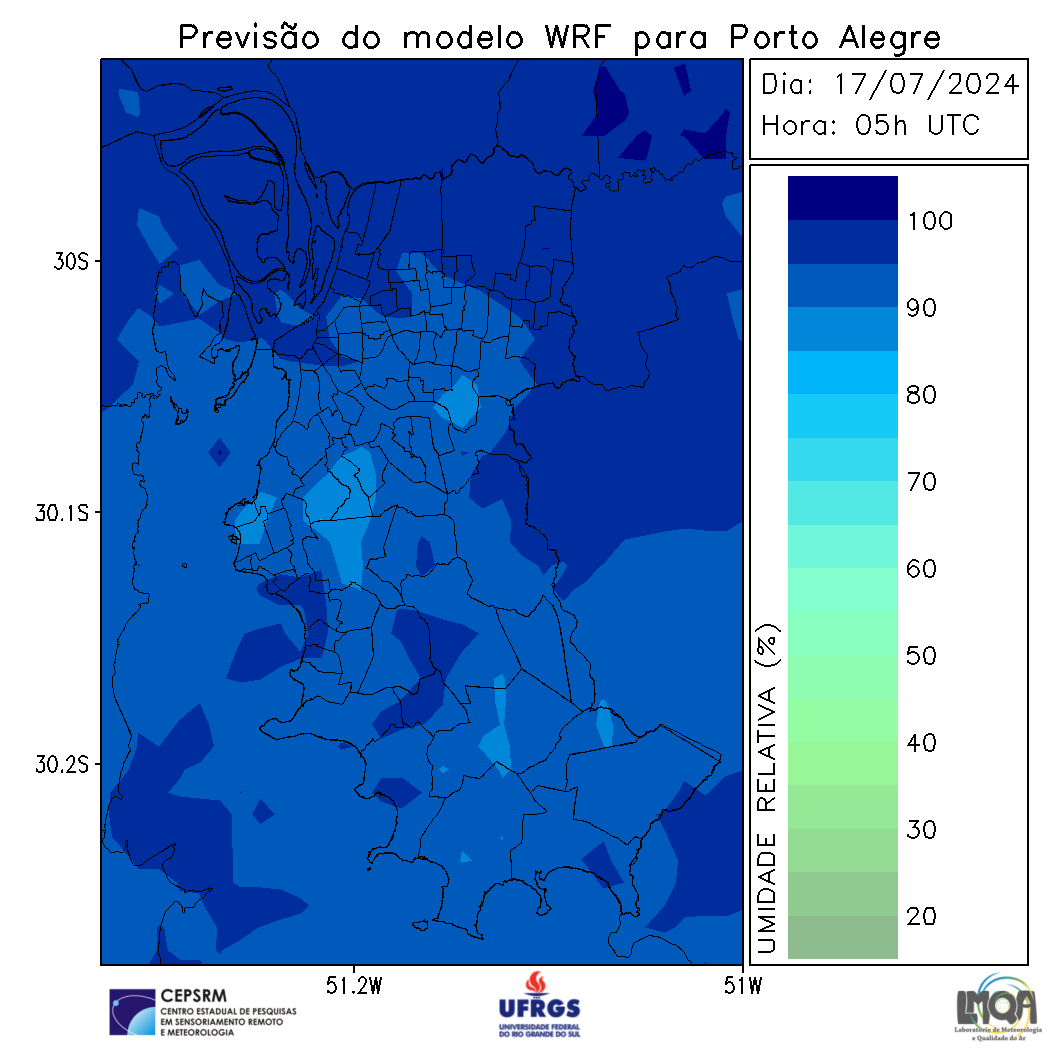 Previsão do modelo WRF para Porto Alegre
Dia: 17/07/2024
Hora: 05h UTC
30S
30.1S
30.2S
51.2W
51W
UMIDADE RELATIVA (%)
100
90
80
70
60
50
40
30
20
CEPSRM
CENTRO ESTADUAL DE PESQUISAS
EM SENSORIAMENTO REMOTO
E METEOROLOGIA
UFRGS
UNIVERSIDADE FEDERAL
DO RIO GRANDE DO SUL
LMQA
Laboratório de Meteorologia
e Qualidade do Ar